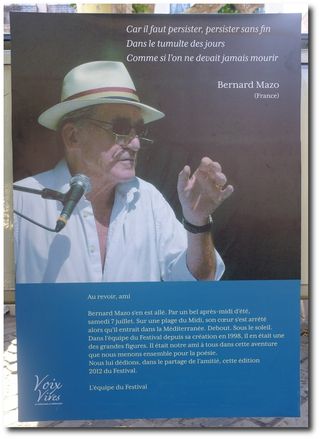 Car il faut persister, persister sans fin
Dans le tumulte des jours
Comme si l'on ne devait jamais mourir
Bernard Mazo
(France)
Voix
Vives
Au revoir, ami
Bernard Mazo s'en est allé. Par un bel après-midi d'été,
samedi 7 juillet. Sur une plage du Midi, son cœur s'est arrêté
alors qu'il entrait dans la Méditerranée. Debout. Sous le soleil.
Dans l'équipe du Festival depuis sa création en 1998, il en était une
des grandes figures. Il était notre ami à tous dans cette aventure
que nous menons ensemble pour la poésie.
Nous lui dédions, dans le partage de l'amitié, cette édition
2012 du Festival.
L'équipe du Festival
Voix
Vives